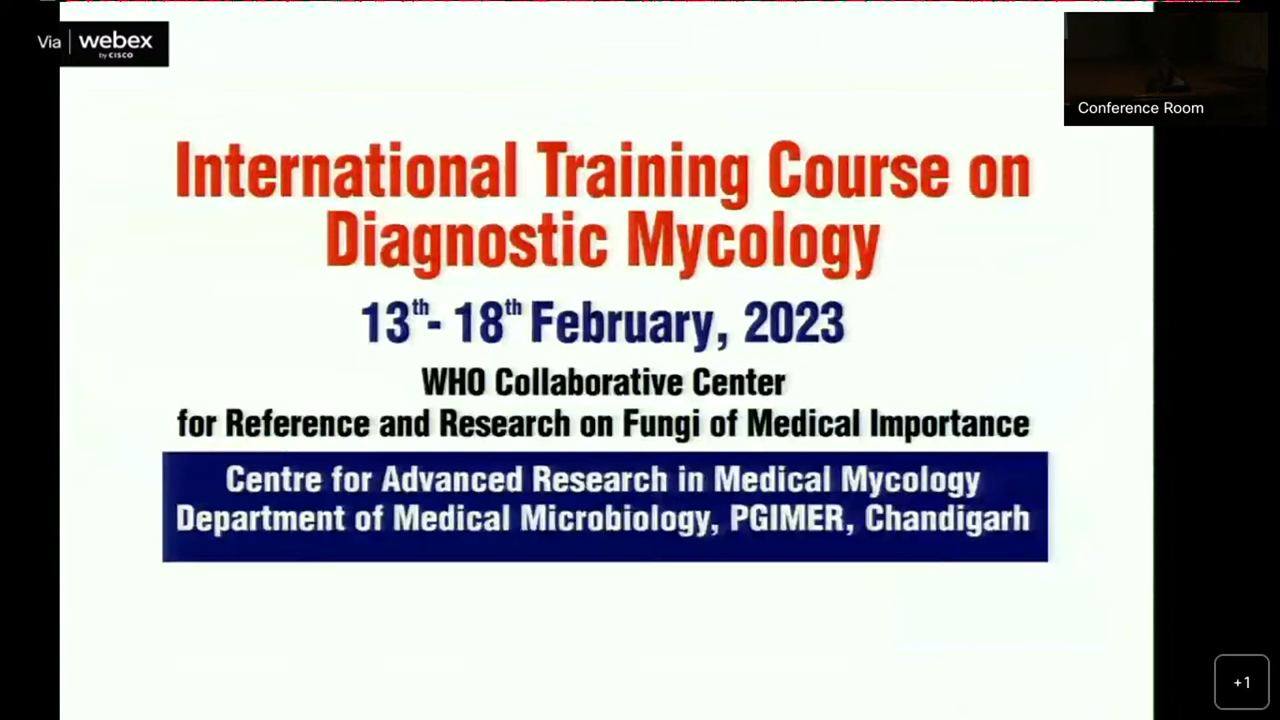 Via webex
by CISCO
Conference Room
International Training Course on
Diagnostic Mycology
13th- 18th February, 2023
WHO Collaborative Center
for Reference and Research on Fungi of Medical Importance
Centre for Advanced Research in Medical Mycology
Department of Medical Microbiology, PGIMER, Chandigarh
+1